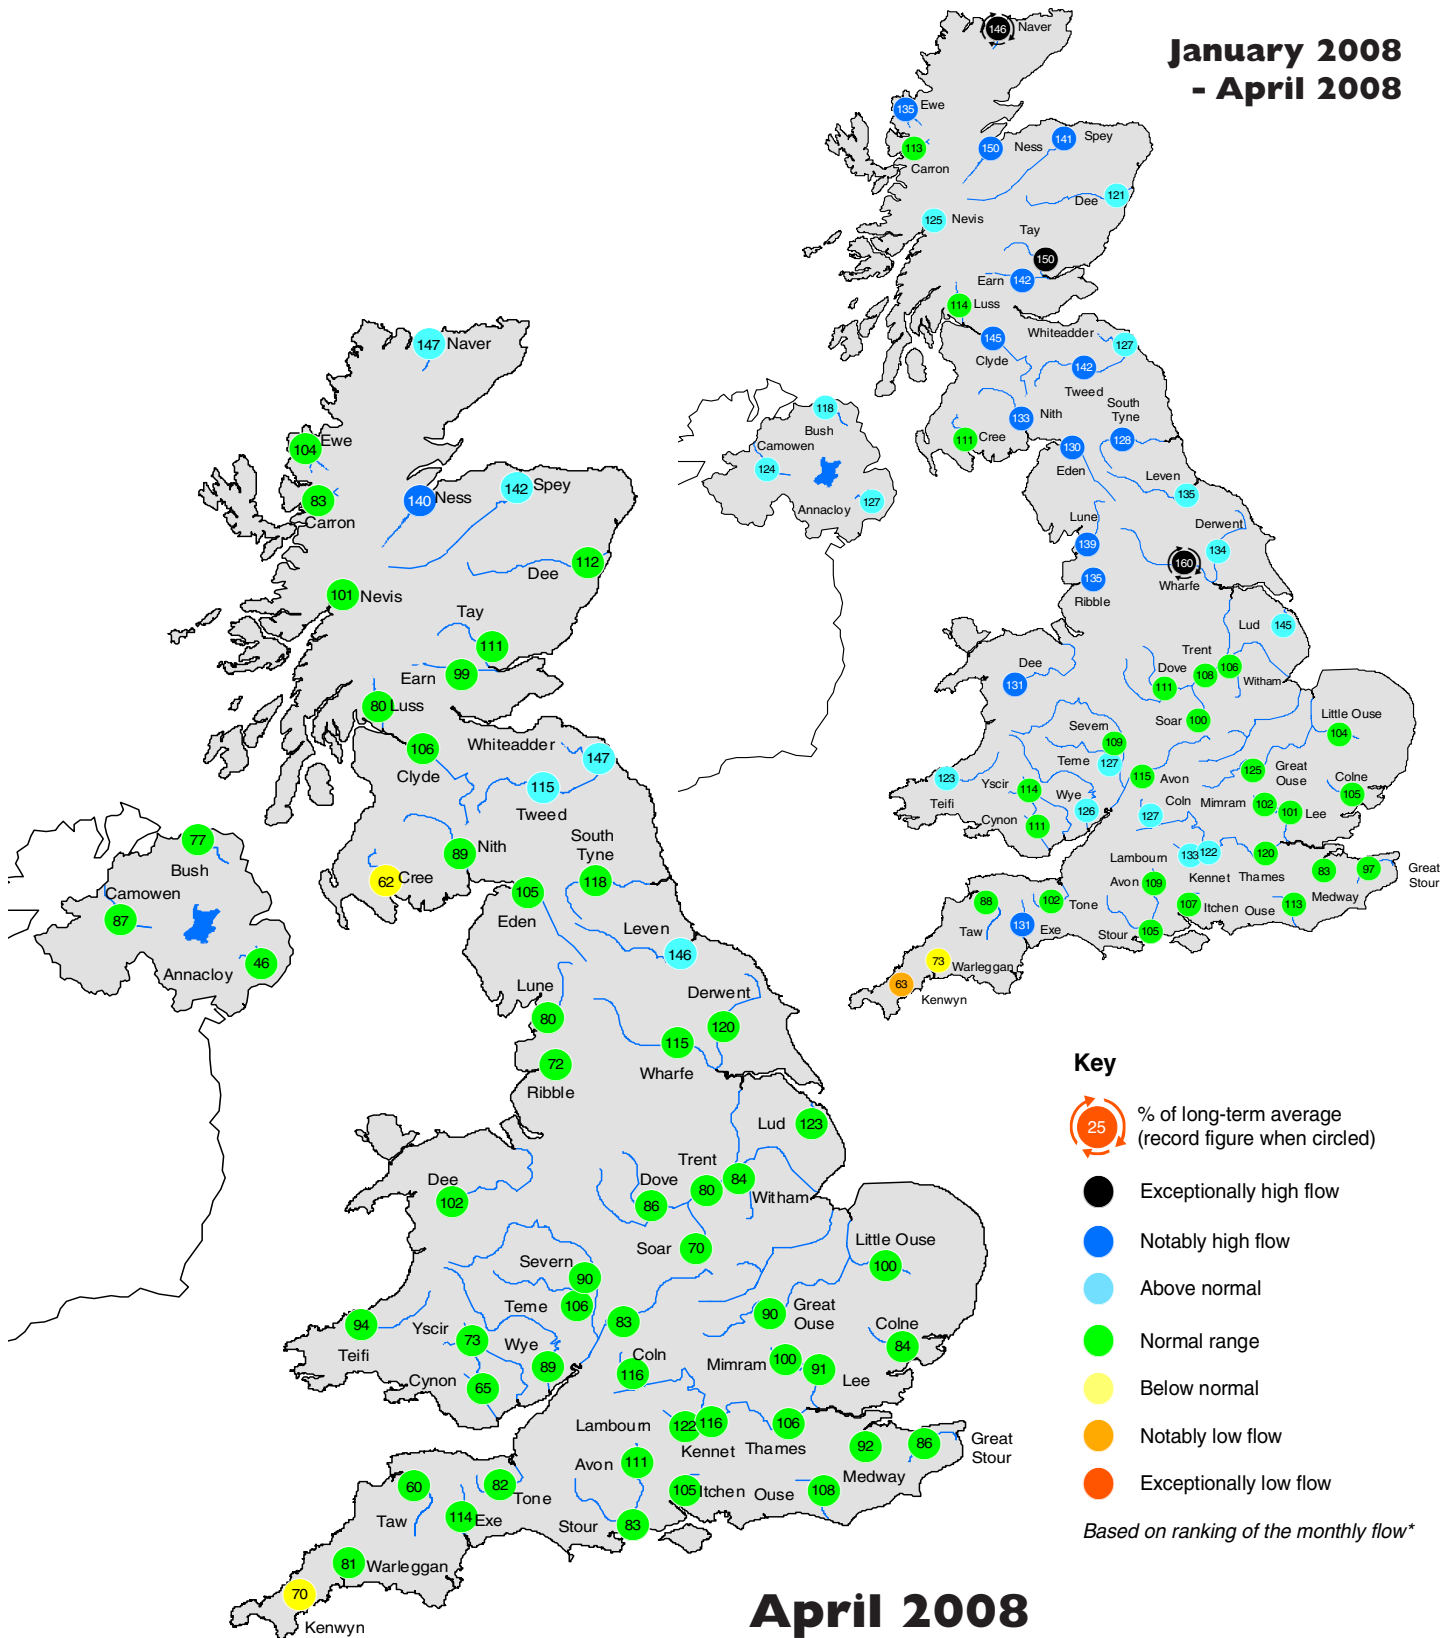 January 2008
- April 2008
146 Naver
135 Ewe
113
Carron
150 Ness
141 Spey
Dee 121
125 Nevis
Tay
150
Earn 142
114 Luss
145
Clyde
Whiteadder
127
142
Tweed
133 Nith
111 Cree
South
Tyne
128
130
Eden
118
Bush
Camowen
124
Annacloy 127
Leven
135
Lune
139
Derwent
134
160
Wharfe
135
Ribble
Lud 145
Dee
131
Trent
Dove 108 106
111
Witham
Soar 100
Little Ouse
104
Severn
109
Teme 127
115 Avon
125 Great
Ouse
Colne
105
123
Teifi
Yscir
114
Wye
126
Cynon 111
Coln
127
Mimram 102 101 Lee
Lambourn 133 122
Kennet
120
Thames
83
Medway
97 Great
Stour
Avon 109
107 Itchen
Ouse 113
88
Taw
102
Tone
131
Exe
Stour 105
73
Warleggan
63
Kenwyn
147 Naver
104 Ewe
83
Carron
140 Ness
142 Spey
Dee 112
101 Nevis
Tay
111
Earn 99
80 Luss
106
Clyde
Whiteadder
147
115
Tweed
89 Nith
62 Cree
South
Tyne
118
105
Eden
77
Bush
Camowen
87
Annacloy 46
Leven
146
Lune
80
Derwent
120
115
Wharfe
72
Ribble
Lud 123
Dee
102
Trent
Dove 80 84
86
Witham
Soar 70
Little Ouse
100
Severn
90
Teme 106
83
90 Great
Ouse
Colne
84
94
Teifi
Yscir
73
Wye
89
Cynon 65
Coln
116
Mimram 100 91
Lee
Lambourn 122 116
Kennet
106
Thames
92
Medway
86
Great
Stour
Avon 111
105 Itchen
Ouse 108
60
Taw
82
Tone
114 Exe
Stour 83
81 Warleggan
70
Kenwyn
April 2008
Key
25
% of long-term average
(record figure when circled)
Exceptionally high flow
Notably high flow
Above normal
Normal range
Below normal
Notably low flow
Exceptionally low flow
Based on ranking of the monthly flow*